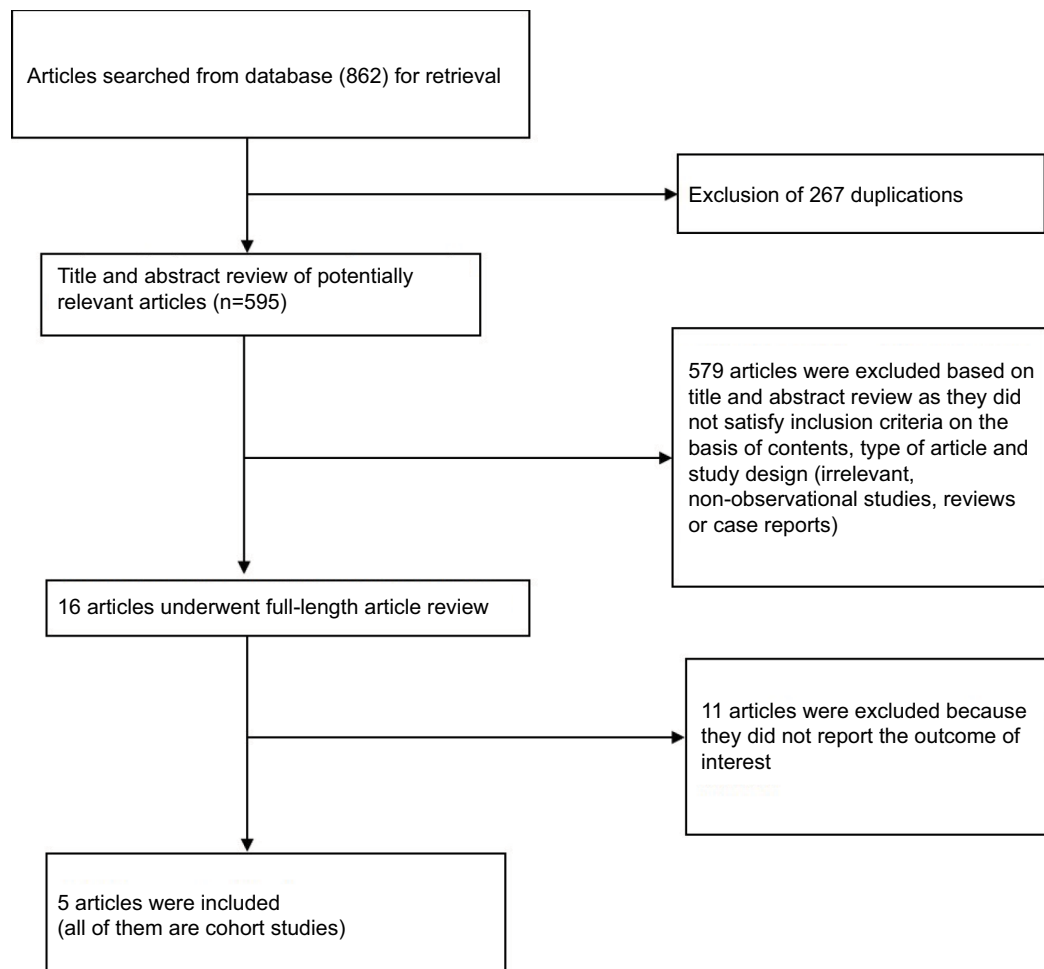 Articles searched from database (862) for retrieval
Exclusion of 267 duplications
Title and abstract review of potentially
relevant articles (n=595)
579 articles were excluded based on
title and abstract review as they did
not satisfy inclusion criteria on the
basis of contents, type of article and
study design (irrelevant,
non-observational studies, reviews
or case reports)
16 articles underwent full-length article review
11 articles were excluded because
they did not report the outcome of
interest
5 articles were included
(all of them are cohort studies)